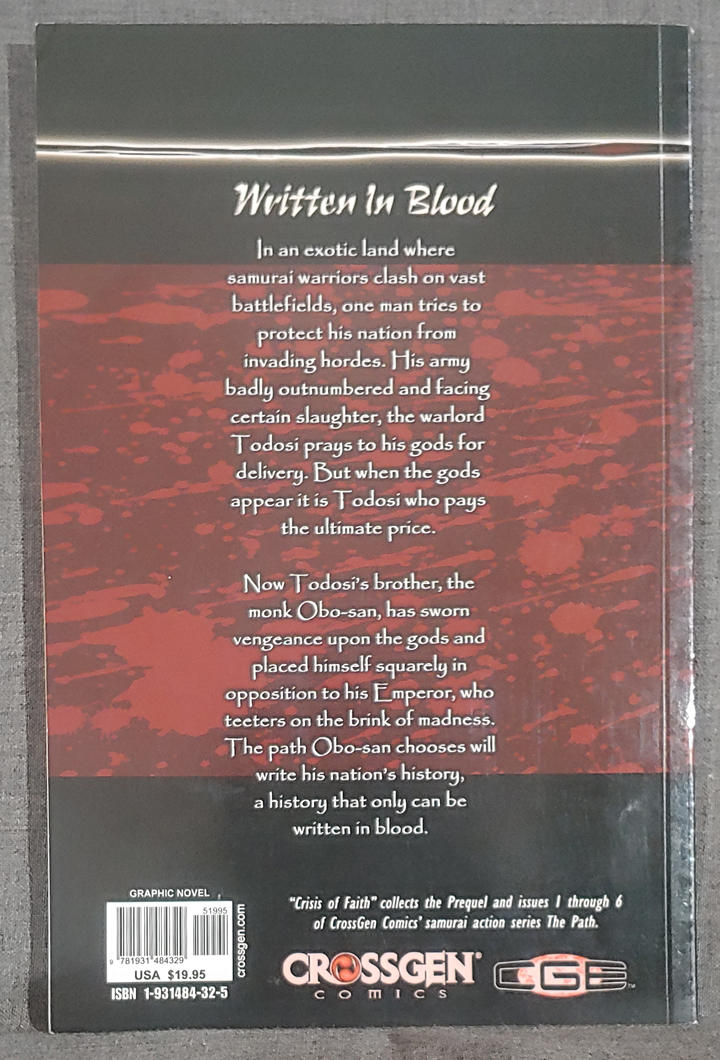 Written In Blood
In an exotic land where
samurai warriors clash on vast
battlefields, one man tries to
protect his nation from
invading hordes. His army
badly outnumbered and facing
certain slaughter, the warlord
Todosi prays to his gods for
delivery. But when the gods
appear it is Todosi who pays
the ultimate price.
Now Todosi's brother, the
monk Obo-san, has sworn
vengeance upon the gods and
placed himself squarely in
opposition to his Emperor, who
teeters on the brink of madness.
The path Obo-san chooses will
write his nation's history,
a history that only can be
written in blood.
GRAPHIC NOVEL
51995
9 781931 484329
USA $19.95
ISBN 1-931484-32-5
crossgen.com
"Crisis of Faith" collects the Prequel and issues 1 through 6
of CrossGen Comics' samurai action series The Path.
CROSSGEN®
COMICS
CGE™